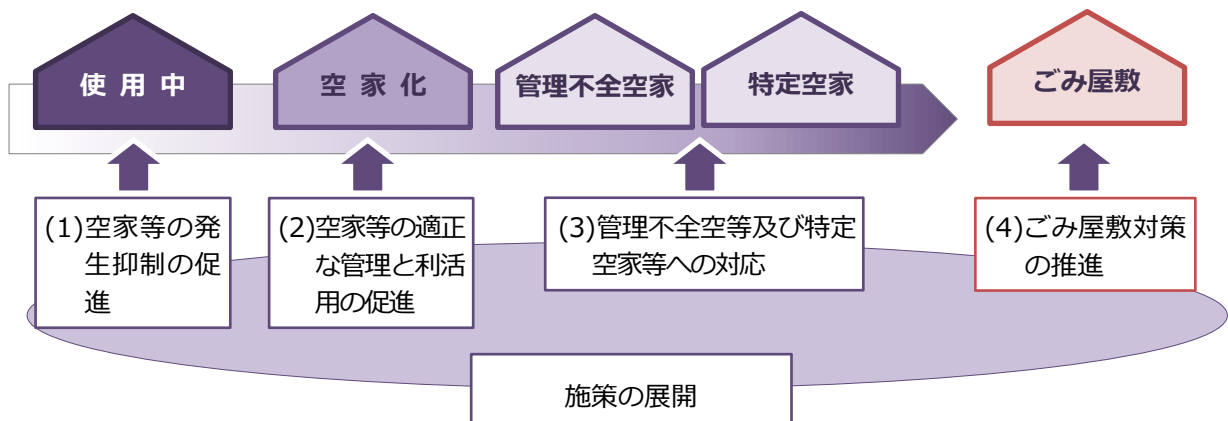 使用中
空家化
管理不全空家
特定空家
ごみ屋敷
(1)空家等の発
生抑制の促
進
(2)空家等の適正
な管理と利活
用の促進
(3)管理不全空等及び特定
空家等への対応
(4)ごみ屋敷対策
の推進
施策の展開